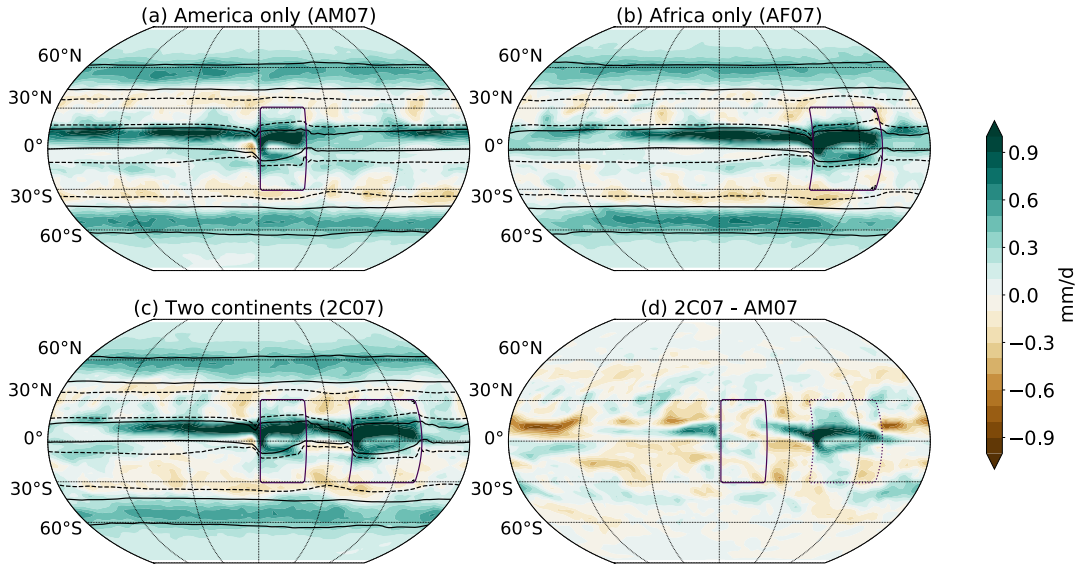 (a) America only (AM07)
(b) Africa only (AF07)
60°N
30°N
0°
30°S
60°S
60°N
30°N
0°
30°S
60°S
(c) Two continents (2C07)
(d) 2C07 - AM07
60°N
30°N
0°
30°S
60°S
60°N
30°N
0°
30°S
60°S
0.9
0.6
0.3
0.0
−0.3
−0.6
−0.9
mm/d